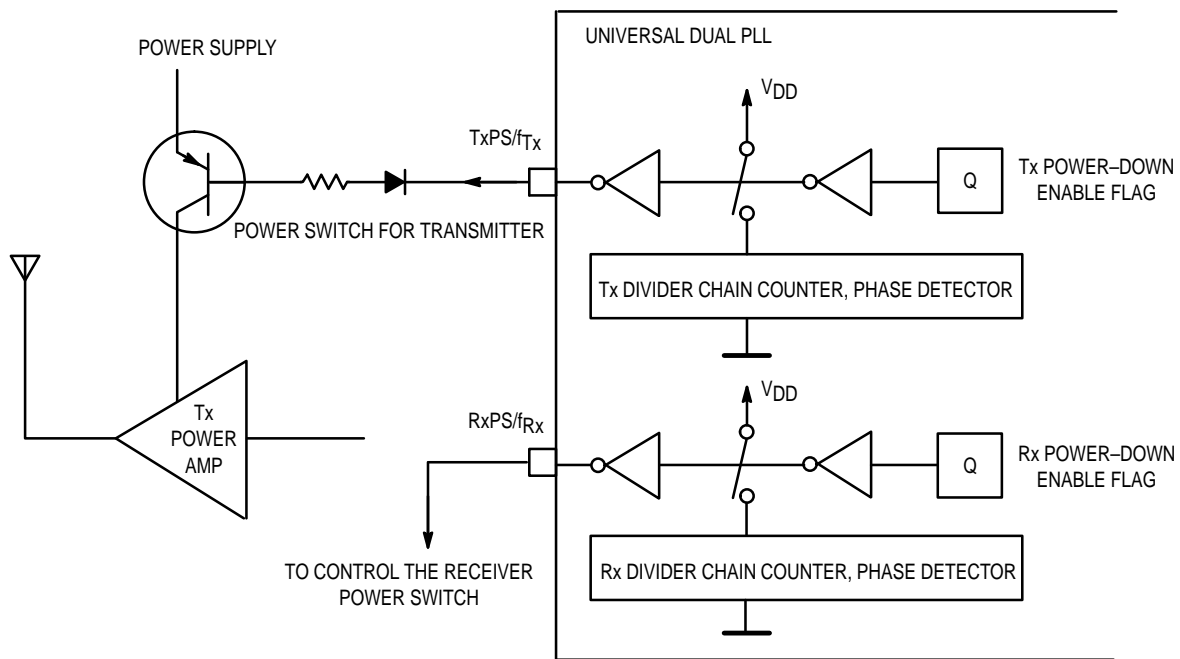 UNIVERSAL DUAL PLL
POWER SUPPLY
VDD
TxPS/fTx
Q
Tx POWER–DOWN
ENABLE FLAG
POWER SWITCH FOR TRANSMITTER
Tx DIVIDER CHAIN COUNTER, PHASE DETECTOR
VDD
RxPS/fRx
Tx
POWER
AMP
Q
Rx POWER–DOWN
ENABLE FLAG
TO CONTROL THE RECEIVER
POWER SWITCH
Rx DIVIDER CHAIN COUNTER, PHASE DETECTOR